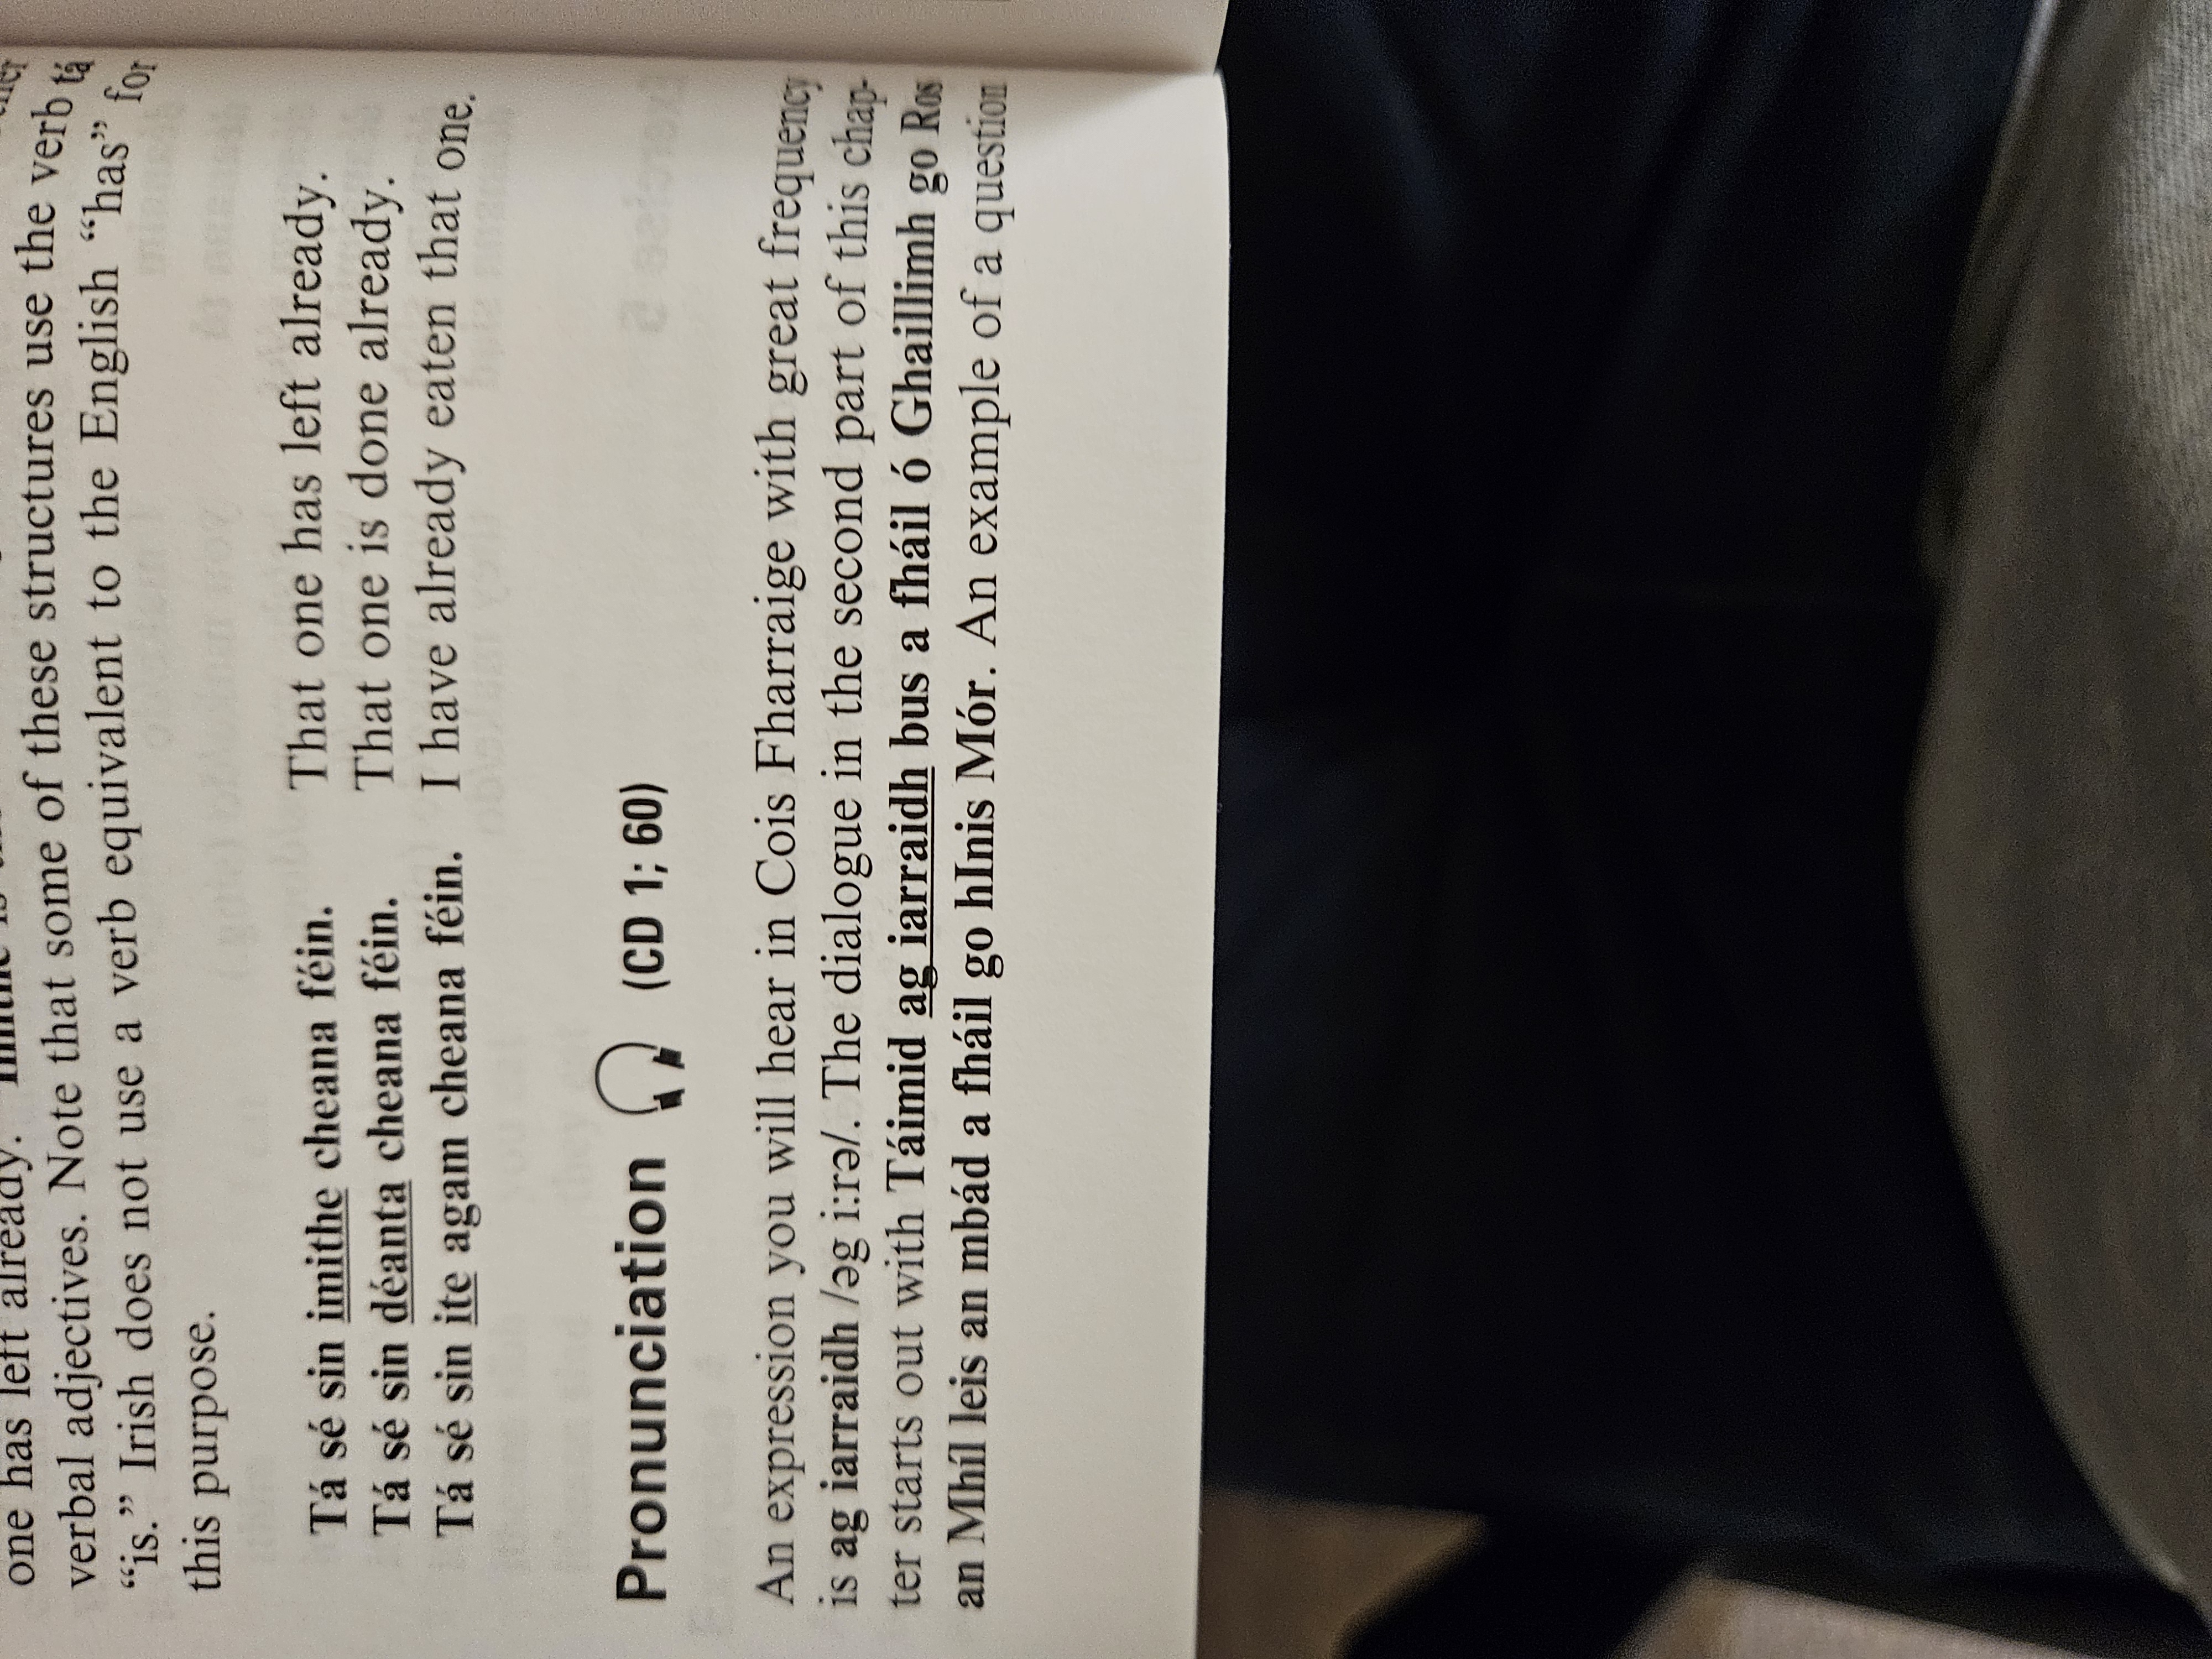 one has left already.
verbal adjectives. Note that some of these structures use the verb tá
“is.” Irish does not use a verb equivalent to the English “has” for
this purpose.
Tá sé sin imithe cheana féin. That one has left already.
Tá sé sin déanta cheana féin. That one is done already.
Tá sé sin ite agam cheana féin. I have already eaten that one.
Pronunciation (CD 1; 60)
An expression you will hear in Cois Fharraige with great frequency
is ag iarraidh /əg i:rə/. The dialogue in the second part of this chap-
ter starts out with Táimid ag iarraidh bus a fháil ó Ghaillimh go Ros
an Mhíl leis an mbád a fháil go hInis Mór. An example of a question